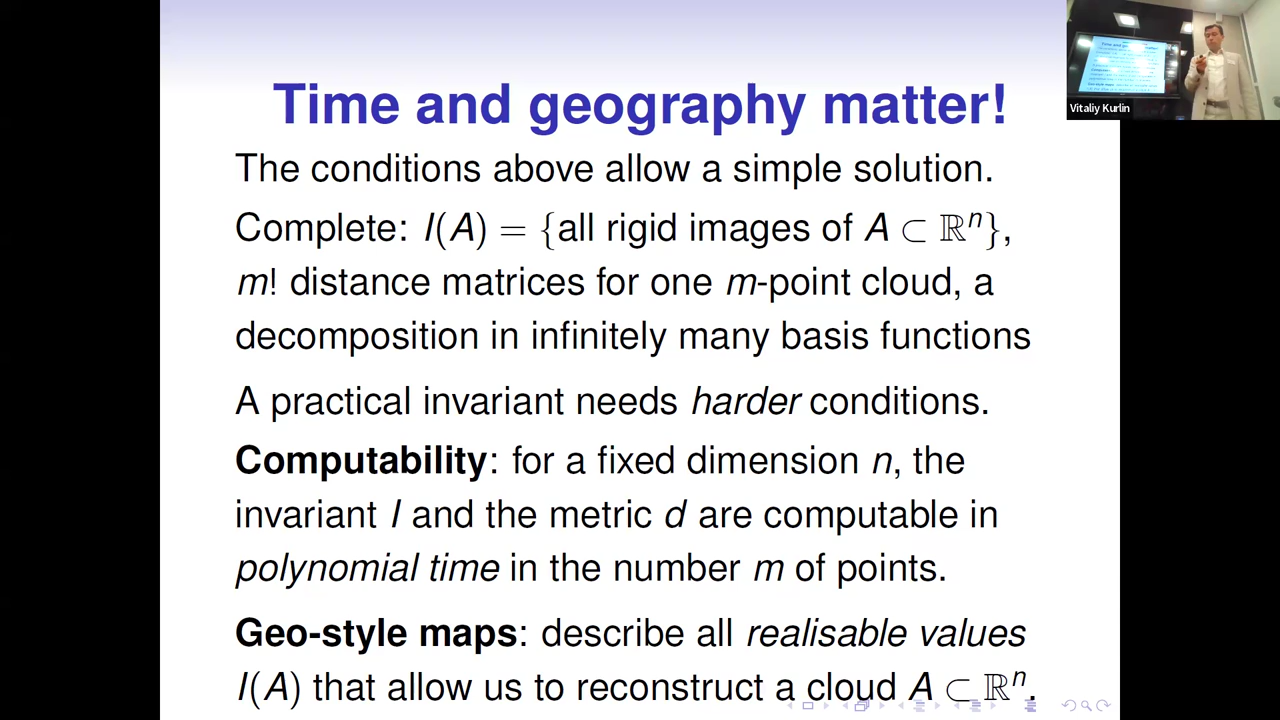 Time and geography matter!
The conditions above allow a simple solution.
Complete: I(A) = {all rigid images of A ⊂ ℝⁿ},
m! distance matrices for one m-point cloud, a
decomposition in infinitely many basis functions
A practical invariant needs harder conditions.
Computability: for a fixed dimension n, the
invariant I and the metric d are computable in
polynomial time in the number m of points.
Geo-style maps: describe all realisable values
I(A) that allow us to reconstruct a cloud A ⊂ ℝⁿ.
Vitaliy Kurlin